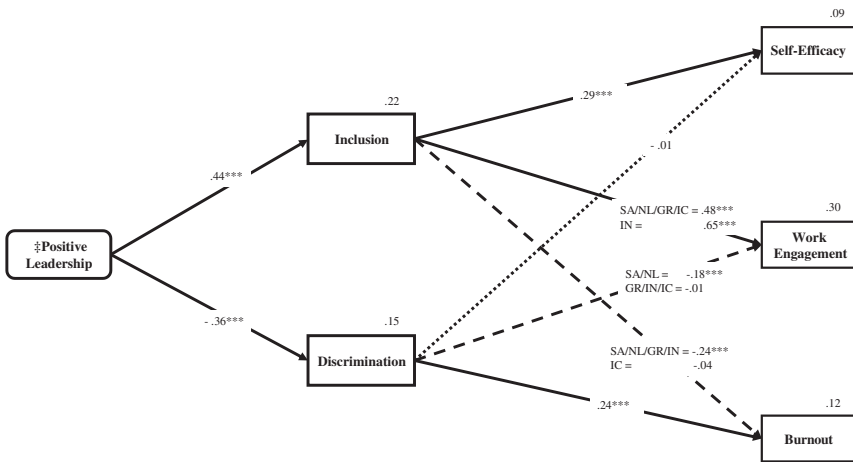 .09
Self-Efficacy
.29***
.22
Inclusion
- .01
.44***
SA/NL/GR/IC = .48***
IN = .65***
.30
Work
Engagement
‡Positive
Leadership
SA/NL = -.18***
GR/IN/IC = -.01
- .36***
.15
Discrimination
SA/NL/GR/IN = -.24***
IC = -.04
.24***
.12
Burnout